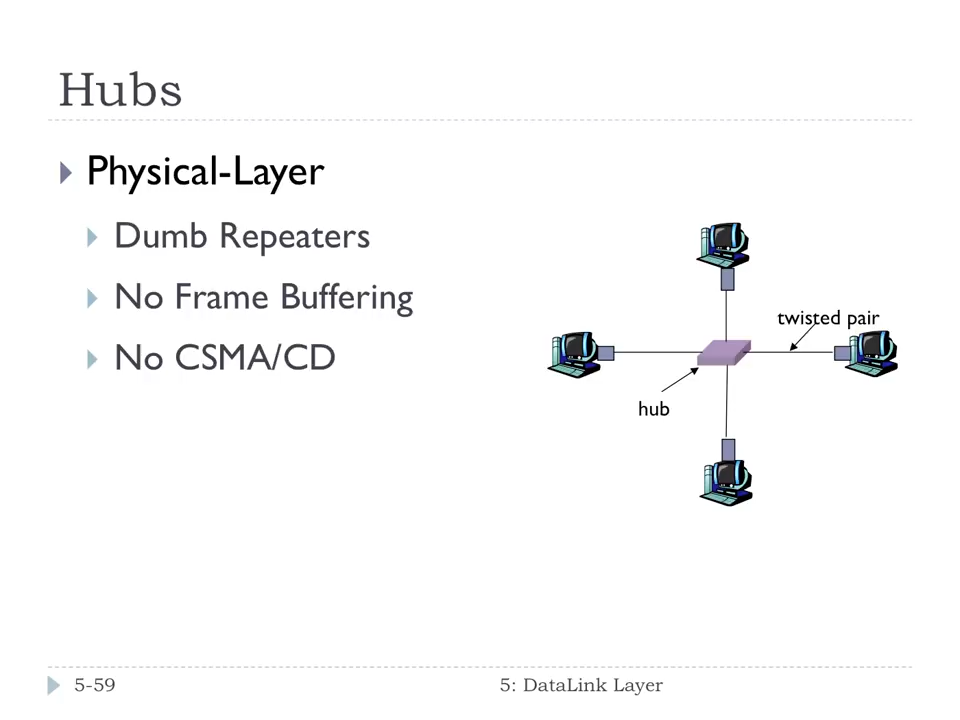 Hubs
Physical-Layer
Dumb Repeaters
No Frame Buffering
No CSMA/CD
twisted pair
hub
5-59
5: DataLink Layer